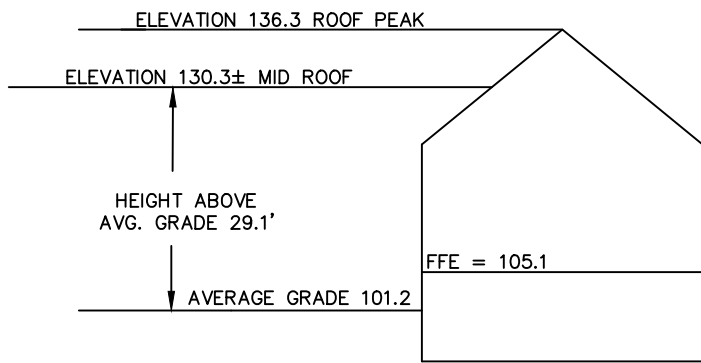 ELEVATION 136.3 ROOF PEAK
ELEVATION 130.3± MID ROOF
HEIGHT ABOVE
AVG. GRADE 29.1'
FFE = 105.1
AVERAGE GRADE 101.2